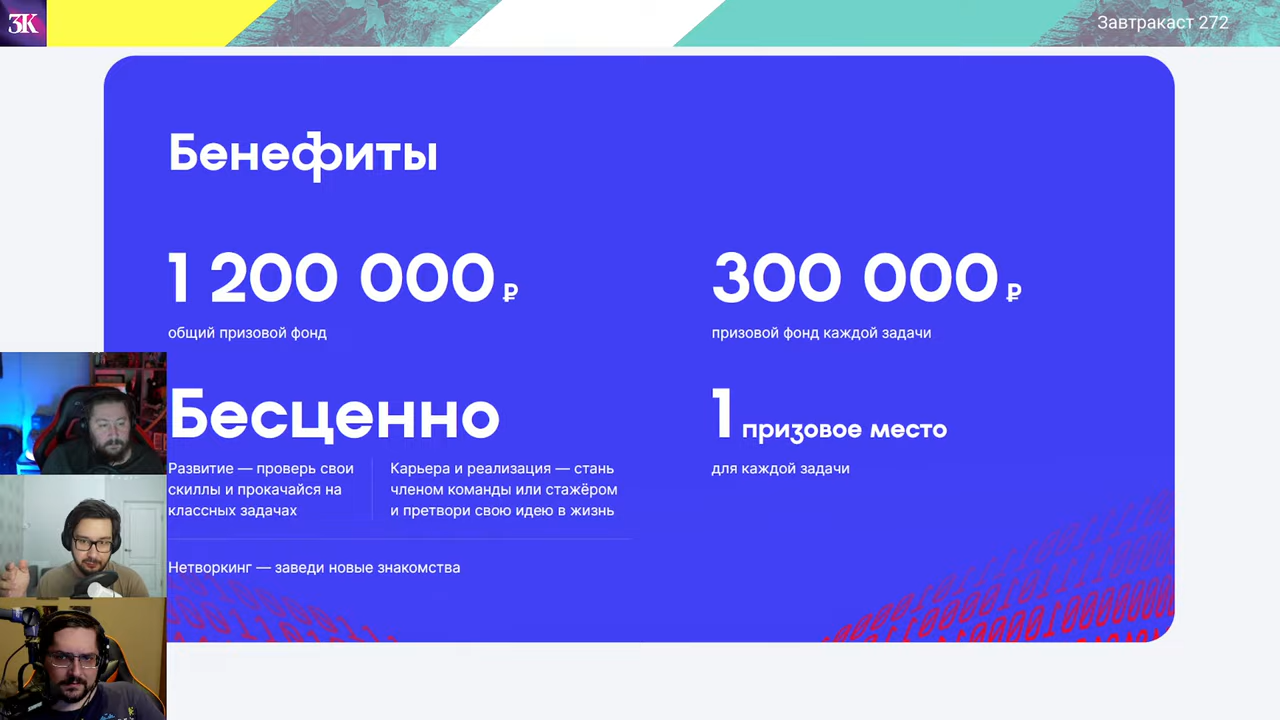 ЗК
Завтракаст 272
Бенефиты
1 200 000 ₽
общий призовой фонд
300 000 ₽
призовой фонд каждой задачи
Бесценно
Развитие — проверь свои
скиллы и прокачайся на
классных задачах
Карьера и реализация — стань
членом команды или стажёром
и претвори свою идею в жизнь
Нетворкинг — заведи новые знакомства
1 призовое место
для каждой задачи